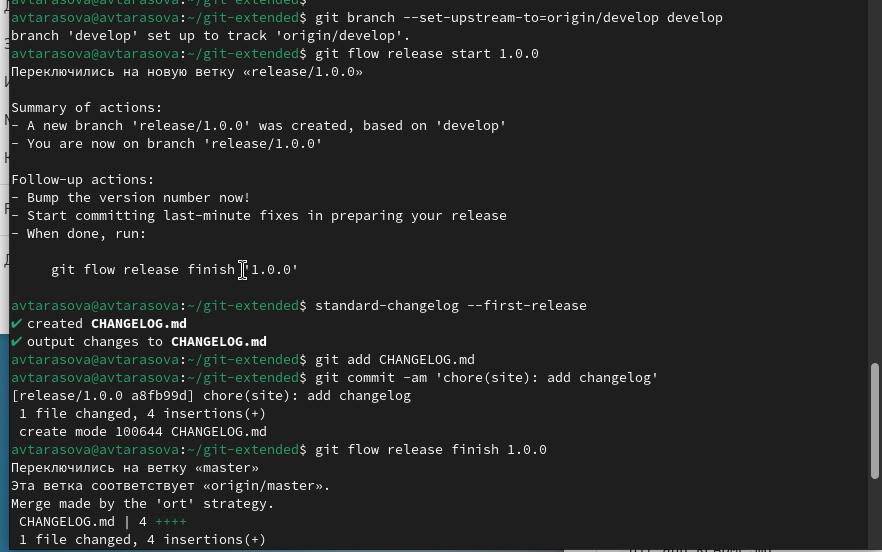 avtarasova@avtarasova:~/git-extended$ git branch --set-upstream-to=origin/develop develop
branch 'develop' set up to track 'origin/develop'.
avtarasova@avtarasova:~/git-extended$ git flow release start 1.0.0
Переключились на новую ветку «release/1.0.0»
Summary of actions:
- A new branch 'release/1.0.0' was created, based on 'develop'
- You are now on branch 'release/1.0.0'
Follow-up actions:
- Bump the version number now!
- Start committing last-minute fixes in preparing your release
- When done, run:
git flow release finish '1.0.0'
avtarasova@avtarasova:~/git-extended$ standard-changelog --first-release
✔ created CHANGELOG.md
✔ output changes to CHANGELOG.md
avtarasova@avtarasova:~/git-extended$ git add CHANGELOG.md
avtarasova@avtarasova:~/git-extended$ git commit -am 'chore(site): add changelog'
[release/1.0.0 a8fb99d] chore(site): add changelog
1 file changed, 4 insertions(+)
create mode 100644 CHANGELOG.md
avtarasova@avtarasova:~/git-extended$ git flow release finish 1.0.0
Переключились на ветку «master»
Эта ветка соответствует «origin/master».
Merge made by the 'ort' strategy.
CHANGELOG.md | 4 ++++
1 file changed, 4 insertions(+)